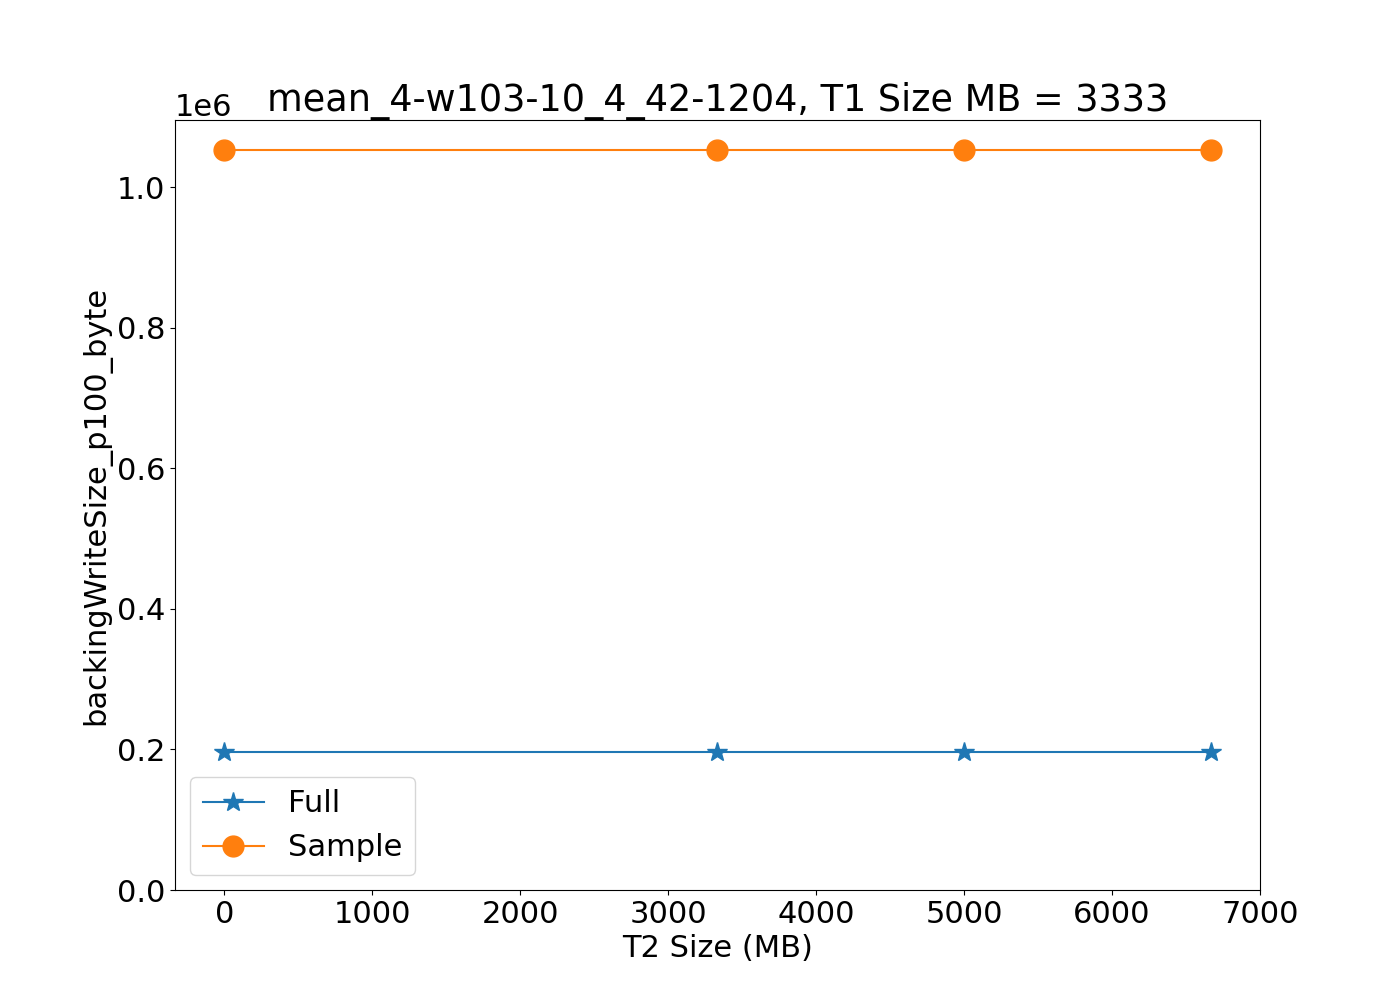 mean_4-w103-10_4_42-1204, T1 Size MB = 3333
1e6
1.0
0.8
0.6
0.4
0.2
0.0
backingWriteSize_p100_byte
Full
Sample
0 1000 2000 3000 4000 5000 6000 7000
T2 Size (MB)